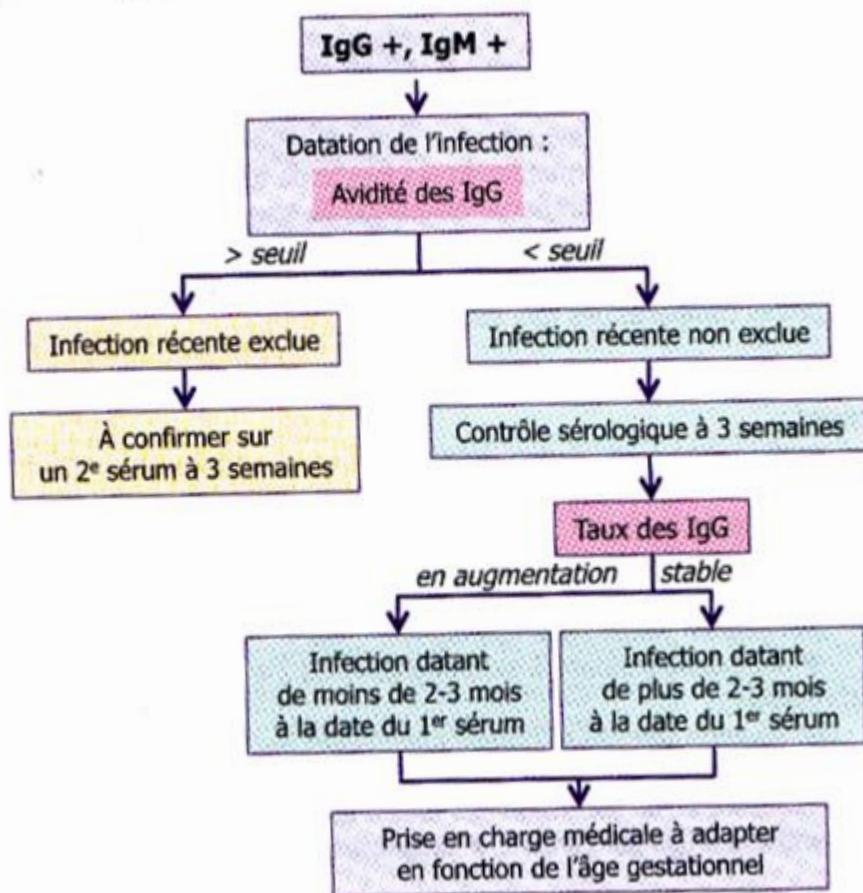 IgG +, IgM +
Datation de l'infection :
Avidité des IgG
> seuil
< seuil
Infection récente exclue
Infection récente non exclue
À confirmer sur
un 2e sérum à 3 semaines
Contrôle sérologique à 3 semaines
Taux des IgG
en augmentation
stable
Infection datant
de moins de 2-3 mois
à la date du 1er sérum
Infection datant
de plus de 2-3 mois
à la date du 1er sérum
Prise en charge médicale à adapter
en fonction de l'âge gestationnel